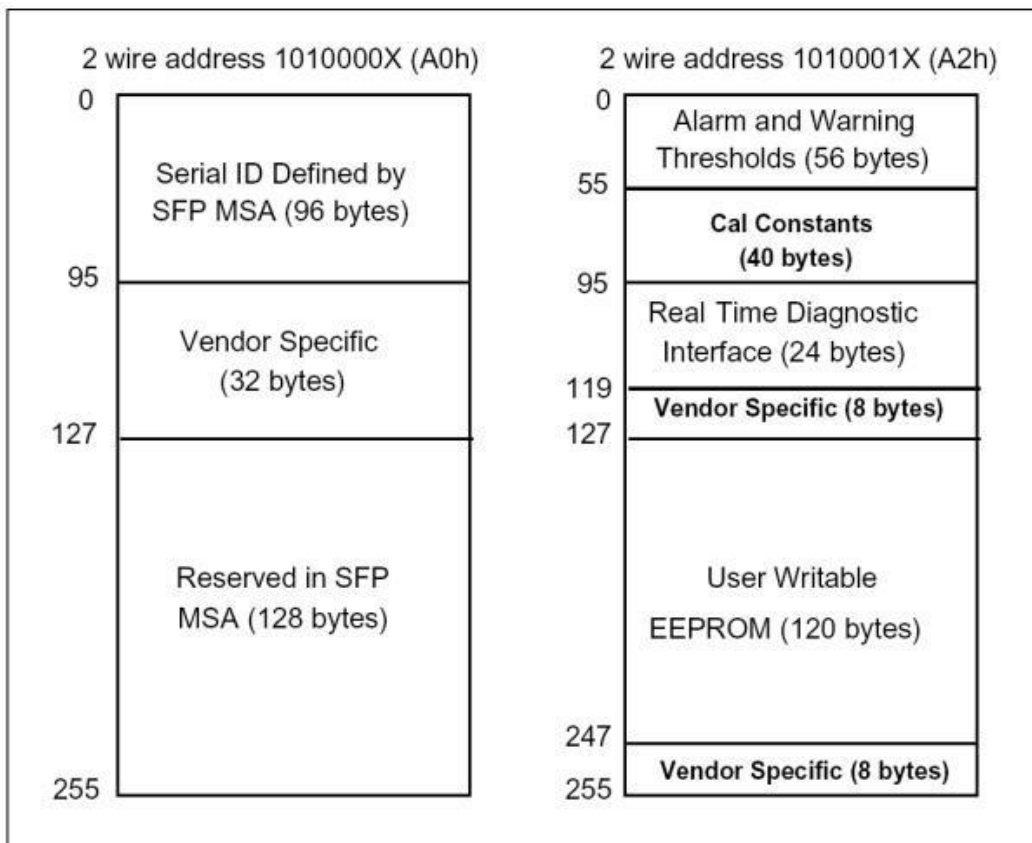 2 wire address 1010000X (A0h)
0
Serial ID Defined by
SFP MSA (96 bytes)
95
Vendor Specific
(32 bytes)
127
Reserved in SFP
MSA (128 bytes)
255
2 wire address 1010001X (A2h)
0
Alarm and Warning
Thresholds (56 bytes)
55
Cal Constants
(40 bytes)
95
Real Time Diagnostic
Interface (24 bytes)
119
Vendor Specific (8 bytes)
127
User Writable
EEPROM (120 bytes)
247
Vendor Specific (8 bytes)
255